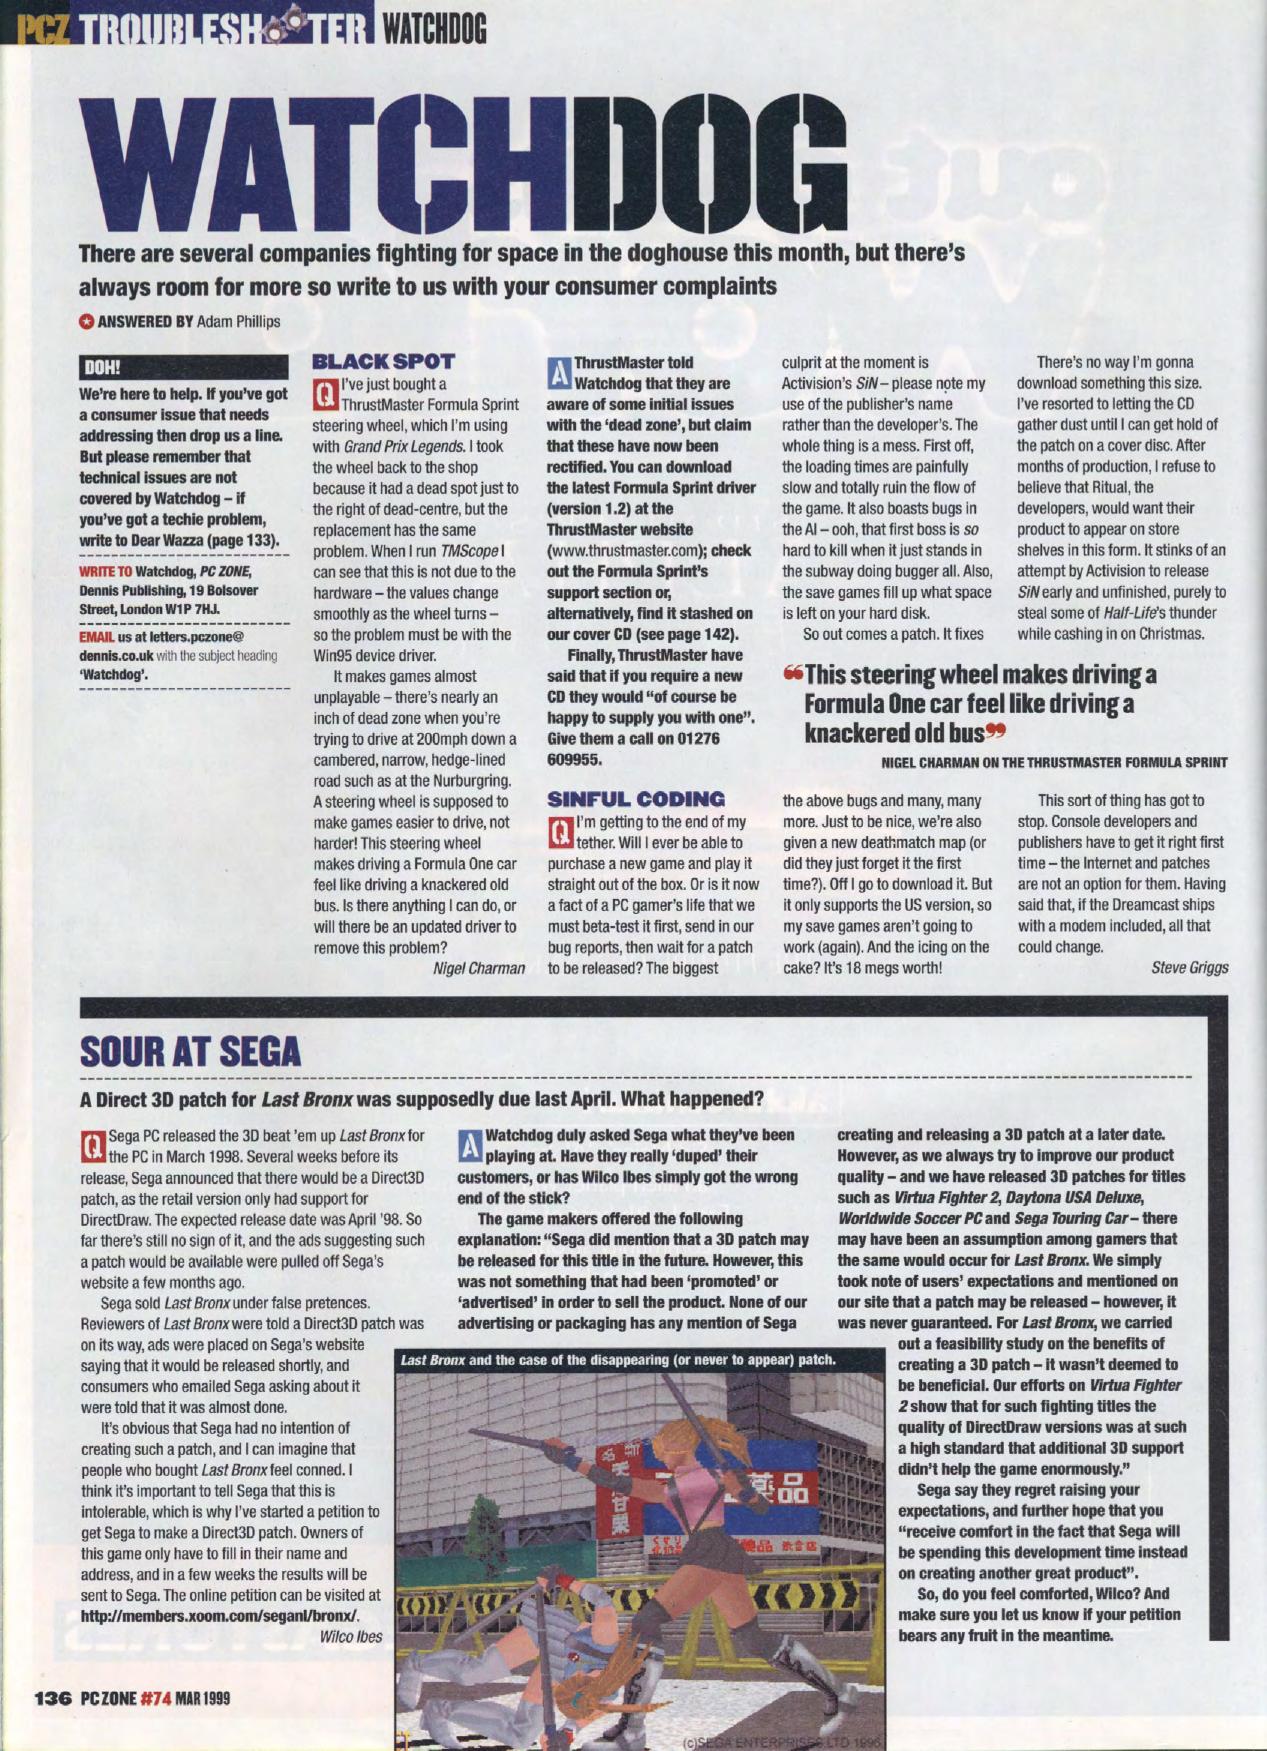 PCZ TROUBLESHOOTER WATCHDOG
WATCHDOG
There are several companies fighting for space in the doghouse this month, but there's
always room for more so write to us with your consumer complaints
ANSWERED BY Adam Phillips
DOH!
We're here to help. If you've got
a consumer issue that needs
addressing then drop us a line.
But please remember that
technical issues are not
covered by Watchdog – if
you've got a techie problem,
write to Dear Wazza (page 133).
WRITE TO Watchdog, PC ZONE,
Dennis Publishing, 19 Bolsover
Street, London W1P 7HJ.
EMAIL us at letters.pczone@
dennis.co.uk with the subject heading
'Watchdog'.
BLACK SPOT
Q I've just bought a
ThrustMaster Formula Sprint
steering wheel, which I'm using
with Grand Prix Legends. I took
the wheel back to the shop
because it had a dead spot just to
the right of dead-centre, but the
replacement has the same
problem. When I run TMScope I
can see that this is not due to the
hardware – the values change
smoothly as the wheel turns –
so the problem must be with the
Win95 device driver.
It makes games almost
unplayable – there's nearly an
inch of dead zone when you're
trying to drive at 200mph down a
cambered, narrow, hedge-lined
road such as at the Nurburgring.
A steering wheel is supposed to
make games easier to drive, not
harder! This steering wheel
makes driving a Formula One car
feel like driving a knackered old
bus. Is there anything I can do, or
will there be an updated driver to
remove this problem?
Nigel Charman
A ThrustMaster told
Watchdog that they are
aware of some initial issues
with the 'dead zone', but claim
that these have now been
rectified. You can download
the latest Formula Sprint driver
(version 1.2) at the
ThrustMaster website
(www.thrustmaster.com); check
out the Formula Sprint's
support section or,
alternatively, find it stashed on
our cover CD (see page 142).
Finally, ThrustMaster have
said that if you require a new
CD they would "of course be
happy to supply you with one".
Give them a call on 01276
609955.
SINFUL CODING
Q I'm getting to the end of my
tether. Will I ever be able to
purchase a new game and play it
straight out of the box. Or is it now
a fact of a PC gamer's life that we
must beta-test it first, send in our
bug reports, then wait for a patch
to be released? The biggest
culprit at the moment is
Activision's SiN – please note my
use of the publisher's name
rather than the developer's. The
whole thing is a mess. First off,
the loading times are painfully
slow and totally ruin the flow of
the game. It also boasts bugs in
the AI – ooh, that first boss is so
hard to kill when it just stands in
the subway doing bugger all. Also,
the save games fill up what space
is left on your hard disk.
So out comes a patch. It fixes
the above bugs and many, many
more. Just to be nice, we're also
given a new deathmatch map (or
did they just forget it the first
time?). Off I go to download it. But
it only supports the US version, so
my save games aren't going to
work (again). And the icing on the
cake? It's 18 megs worth!
There's no way I'm gonna
download something this size.
I've resorted to letting the CD
gather dust until I can get hold of
the patch on a cover disc. After
months of production, I refuse to
believe that Ritual, the
developers, would want their
product to appear on store
shelves in this form. It stinks of an
attempt by Activision to release
SiN early and unfinished, purely to
steal some of Half-Life's thunder
while cashing in on Christmas.
This sort of thing has got to
stop. Console developers and
publishers have to get it right first
time – the Internet and patches
are not an option for them. Having
said that, if the Dreamcast ships
with a modem included, all that
could change.
Steve Griggs
“This steering wheel makes driving a
Formula One car feel like driving a
knackered old bus”
NIGEL CHARMAN ON THE THRUSTMASTER FORMULA SPRINT
SOUR AT SEGA
A Direct 3D patch for Last Bronx was supposedly due last April. What happened?
Q Sega PC released the 3D beat 'em up Last Bronx for
the PC in March 1998. Several weeks before its
release, Sega announced that there would be a Direct3D
patch, as the retail version only had support for
DirectDraw. The expected release date was April '98. So
far there's still no sign of it, and the ads suggesting such
a patch would be available were pulled off Sega's
website a few months ago.
Sega sold Last Bronx under false pretences.
Reviewers of Last Bronx were told a Direct3D patch was
on its way, ads were placed on Sega's website
saying that it would be released shortly, and
consumers who emailed Sega asking about it
were told that it was almost done.
It's obvious that Sega had no intention of
creating such a patch, and I can imagine that
people who bought Last Bronx feel conned. I
think it's important to tell Sega that this is
intolerable, which is why I've started a petition to
get Sega to make a Direct3D patch. Owners of
this game only have to fill in their name and
address, and in a few weeks the results will be
sent to Sega. The online petition can be visited at
http://members.xoom.com/seganl/bronx/.
Wilco Ibes
A Watchdog duly asked Sega what they've been
playing at. Have they really 'duped' their
customers, or has Wilco Ibes simply got the wrong
end of the stick?
The game makers offered the following
explanation: "Sega did mention that a 3D patch may
be released for this title in the future. However, this
was not something that had been 'promoted' or
'advertised' in order to sell the product. None of our
advertising or packaging has any mention of Sega
creating and releasing a 3D patch at a later date.
However, as we always try to improve our product
quality – and we have released 3D patches for titles
such as Virtua Fighter 2, Daytona USA Deluxe,
Worldwide Soccer PC and Sega Touring Car – there
may have been an assumption among gamers that
the same would occur for Last Bronx. We simply
took note of users' expectations and mentioned on
our site that a patch may be released – however, it
was never guaranteed. For Last Bronx, we carried
out a feasibility study on the benefits of
creating a 3D patch – it wasn't deemed to
be beneficial. Our efforts on Virtua Fighter
2 show that for such fighting titles the
quality of DirectDraw versions was at such
a high standard that additional 3D support
didn't help the game enormously."
Sega say they regret raising your
expectations, and further hope that you
"receive comfort in the fact that Sega will
be spending this development time instead
on creating another great product".
So, do you feel comforted, Wilco? And
make sure you let us know if your petition
bears any fruit in the meantime.
Last Bronx and the case of the disappearing (or never to appear) patch.
薬品
(c)SEGA ENTERPRISES LTD 1996
136 PC ZONE #74 MAR 1999